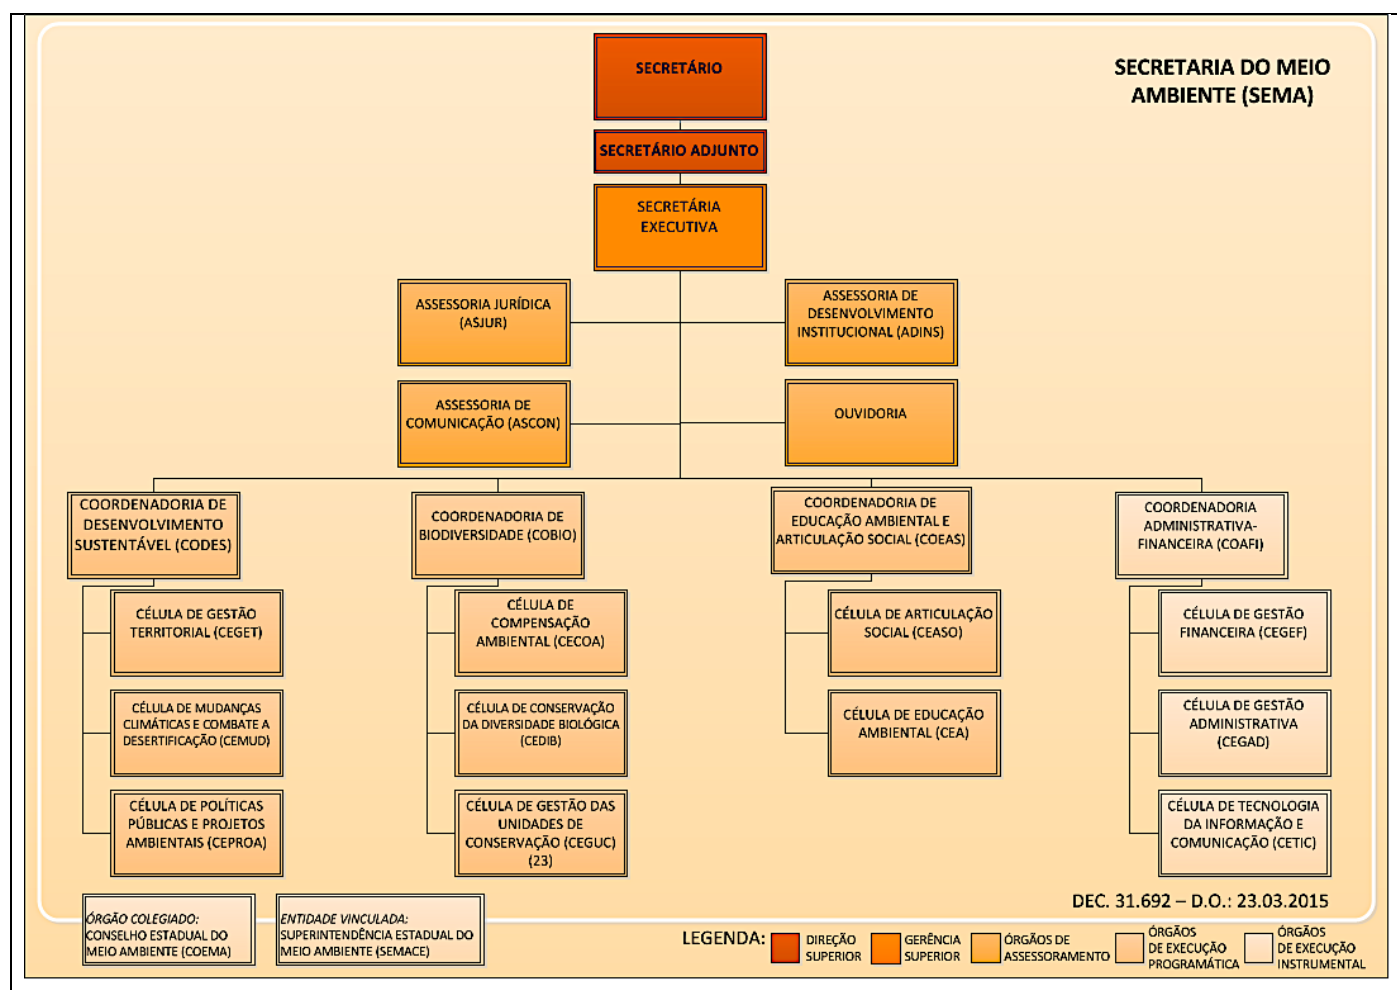 SECRETARIA DO MEIO
AMBIENTE (SEMA)
SECRETÁRIO
SECRETÁRIO ADJUNTO
SECRETÁRIA
EXECUTIVA
ASSESSORIA JURÍDICA
(ASJUR)
ASSESSORIA DE
DESENVOLVIMENTO
INSTITUCIONAL (ADINS)
ASSESSORIA DE
COMUNICAÇÃO (ASCON)
OUVIDORIA
COORDENADORIA DE
DESENVOLVIMENTO
SUSTENTÁVEL (CODES)
COORDENADORIA DE
BIODIVERSIDADE (COBIO)
COORDENADORIA DE
EDUCAÇÃO AMBIENTAL E
ARTICULAÇÃO SOCIAL (COEAS)
COORDENADORIA
ADMINISTRATIVA-
FINANCEIRA (COAFI)
CÉLULA DE GESTÃO
TERRITORIAL (CEGET)
CÉLULA DE
COMPENSAÇÃO
AMBIENTAL (CECOA)
CÉLULA DE ARTICULAÇÃO
SOCIAL (CEASO)
CÉLULA DE GESTÃO
FINANCEIRA (CEGEF)
CÉLULA DE MUDANÇAS
CLIMÁTICAS E COMBATE A
DESERTIFICAÇÃO (CEMUD)
CÉLULA DE CONSERVAÇÃO
DA DIVERSIDADE BIOLÓGICA
(CEDIB)
CÉLULA DE EDUCAÇÃO
AMBIENTAL (CEA)
CÉLULA DE GESTÃO
ADMINISTRATIVA
(CEGAD)
CÉLULA DE POLÍTICAS
PÚBLICAS E PROJETOS
AMBIENTAIS (CEPROA)
CÉLULA DE GESTÃO DAS
UNIDADES DE
CONSERVAÇÃO (CEGUC)
(23)
CÉLULA DE TECNOLOGIA
DA INFORMAÇÃO E
COMUNICAÇÃO (CETIC)
DEC. 31.692 – D.O.: 23.03.2015
ÓRGÃO COLEGIADO:
CONSELHO ESTADUAL DO
MEIO AMBIENTE (COEMA)
ENTIDADE VINCULADA:
SUPERINTENDÊNCIA ESTADUAL DO
MEIO AMBIENTE (SEMACE)
LEGENDA:
DIREÇÃO
SUPERIOR
GERÊNCIA
SUPERIOR
ÓRGÃOS DE
ASSESSORAMENTO
ÓRGÃOS
DE EXECUÇÃO
PROGRAMÁTICA
ÓRGÃOS
DE EXECUÇÃO
INSTRUMENTAL